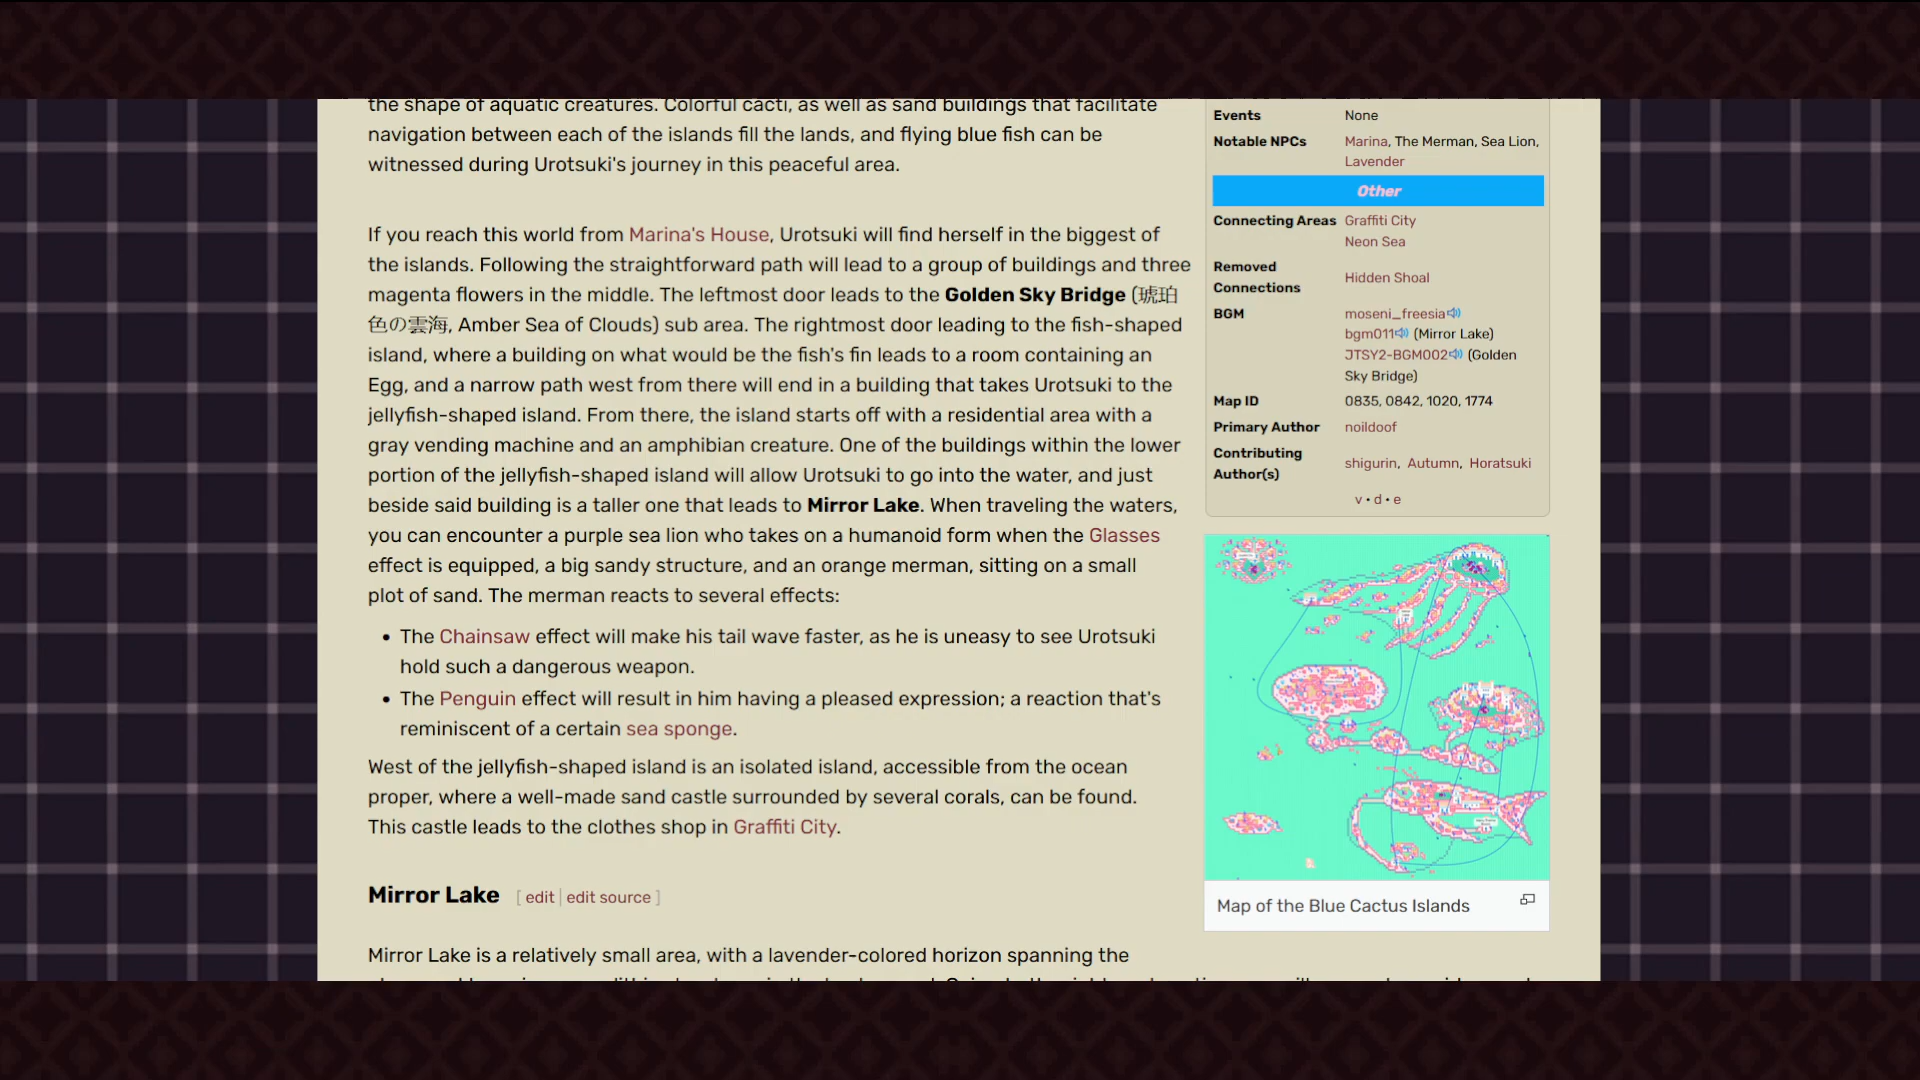 the shape of aquatic creatures. Colorful cacti, as well as sand buildings that facilitate
navigation between each of the islands fill the lands, and flying blue fish can be
witnessed during Urotsuki's journey in this peaceful area.
If you reach this world from Marina's House, Urotsuki will find herself in the biggest of
the islands. Following the straightforward path will lead to a group of buildings and three
magenta flowers in the middle. The leftmost door leads to the Golden Sky Bridge (琥珀
色の雲海, Amber Sea of Clouds) sub area. The rightmost door leading to the fish-shaped
island, where a building on what would be the fish's fin leads to a room containing an
Egg, and a narrow path west from there will end in a building that takes Urotsuki to the
jellyfish-shaped island. From there, the island starts off with a residential area with a
gray vending machine and an amphibian creature. One of the buildings within the lower
portion of the jellyfish-shaped island will allow Urotsuki to go into the water, and just
beside said building is a taller one that leads to Mirror Lake. When traveling the waters,
you can encounter a purple sea lion who takes on a humanoid form when the Glasses
effect is equipped, a big sandy structure, and an orange merman, sitting on a small
plot of sand. The merman reacts to several effects:
• The Chainsaw effect will make his tail wave faster, as he is uneasy to see Urotsuki
hold such a dangerous weapon.
• The Penguin effect will result in him having a pleased expression; a reaction that's
reminiscent of a certain sea sponge.
West of the jellyfish-shaped island is an isolated island, accessible from the ocean
proper, where a well-made sand castle surrounded by several corals, can be found.
This castle leads to the clothes shop in Graffiti City.
Mirror Lake [ edit | edit source ]
Mirror Lake is a relatively small area, with a lavender-colored horizon spanning the
Events None
Notable NPCs Marina, The Merman, Sea Lion,
Lavender
Other
Connecting Areas Graffiti City
Neon Sea
Removed
Connections Hidden Shoal
BGM moseni_freesia
bgm011 (Mirror Lake)
JTSY2-BGM002 (Golden
Sky Bridge)
Map ID 0835, 0842, 1020, 1774
Primary Author noildoof
Contributing
Author(s) shigurin, Autumn, Horatsuki
v • d • e
Map of the Blue Cactus Islands